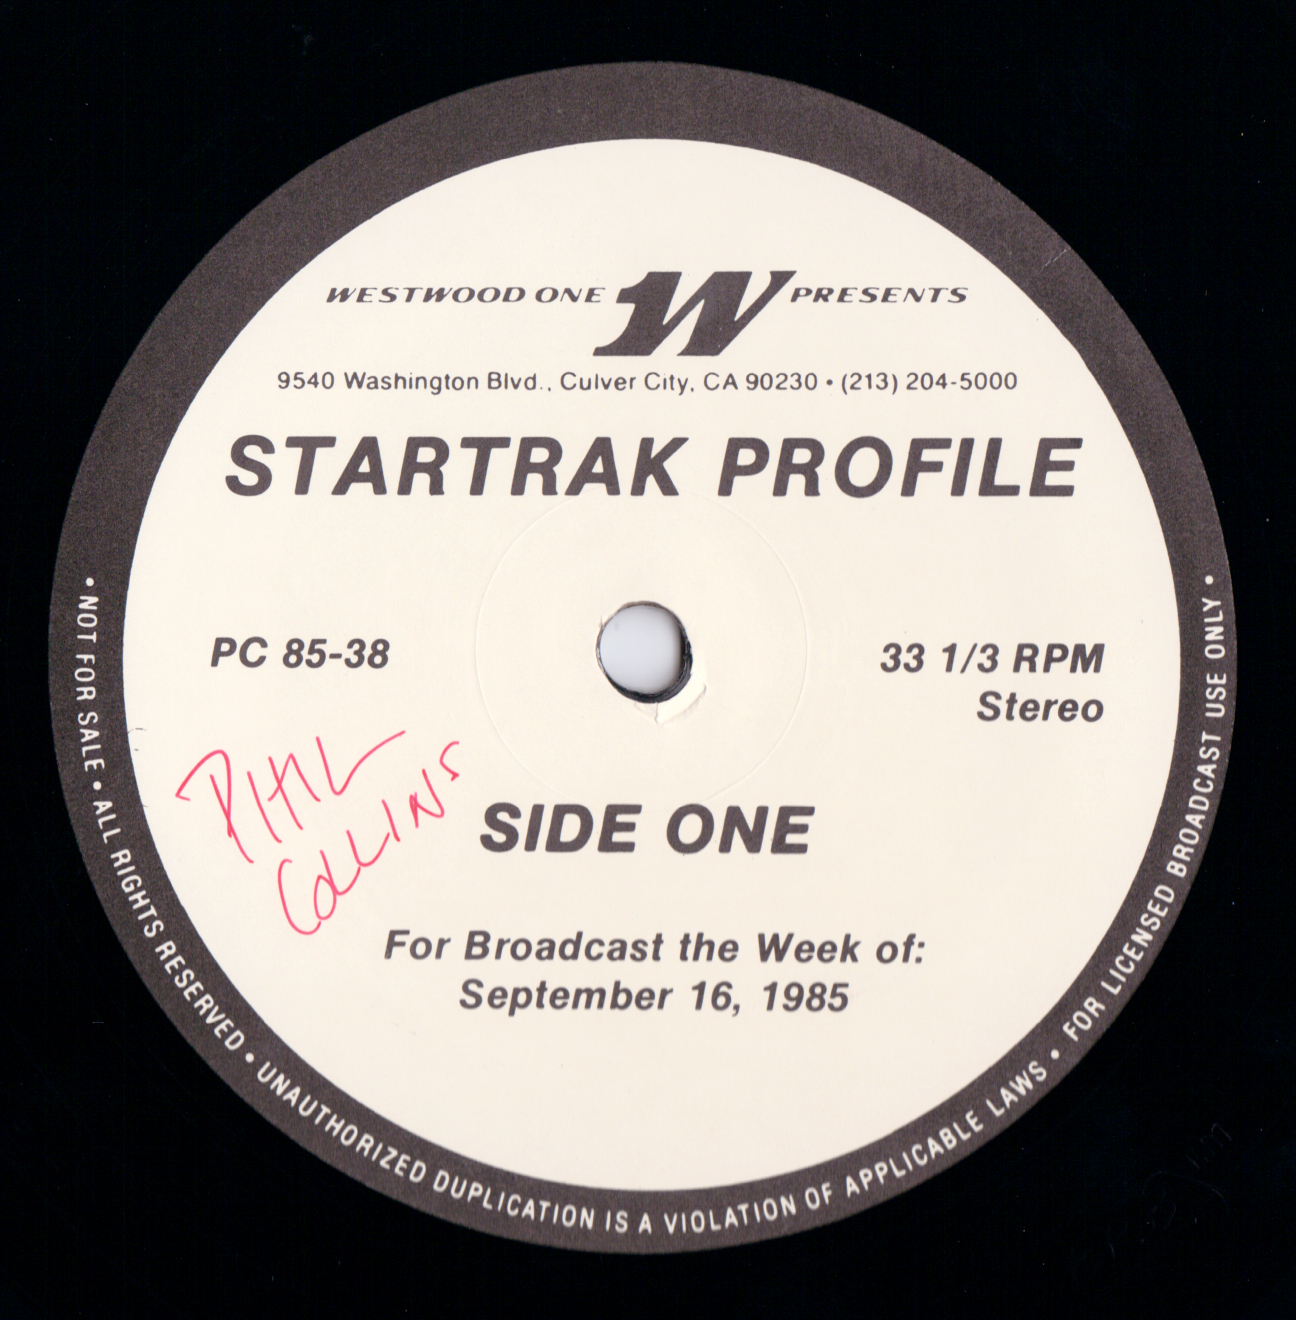 WESTWOOD ONE 1W PRESENTS
9540 Washington Blvd., Culver City, CA 90230 • (213) 204-5000
STARTRAK PROFILE
PC 85-38
33 1/3 RPM
Stereo
PHIL
COLLINS
SIDE ONE
For Broadcast the Week of:
September 16, 1985
• NOT FOR SALE • ALL RIGHTS RESERVED • UNAUTHORIZED DUPLICATION IS A VIOLATION OF APPLICABLE LAWS • FOR LICENSED BROADCAST USE ONLY •